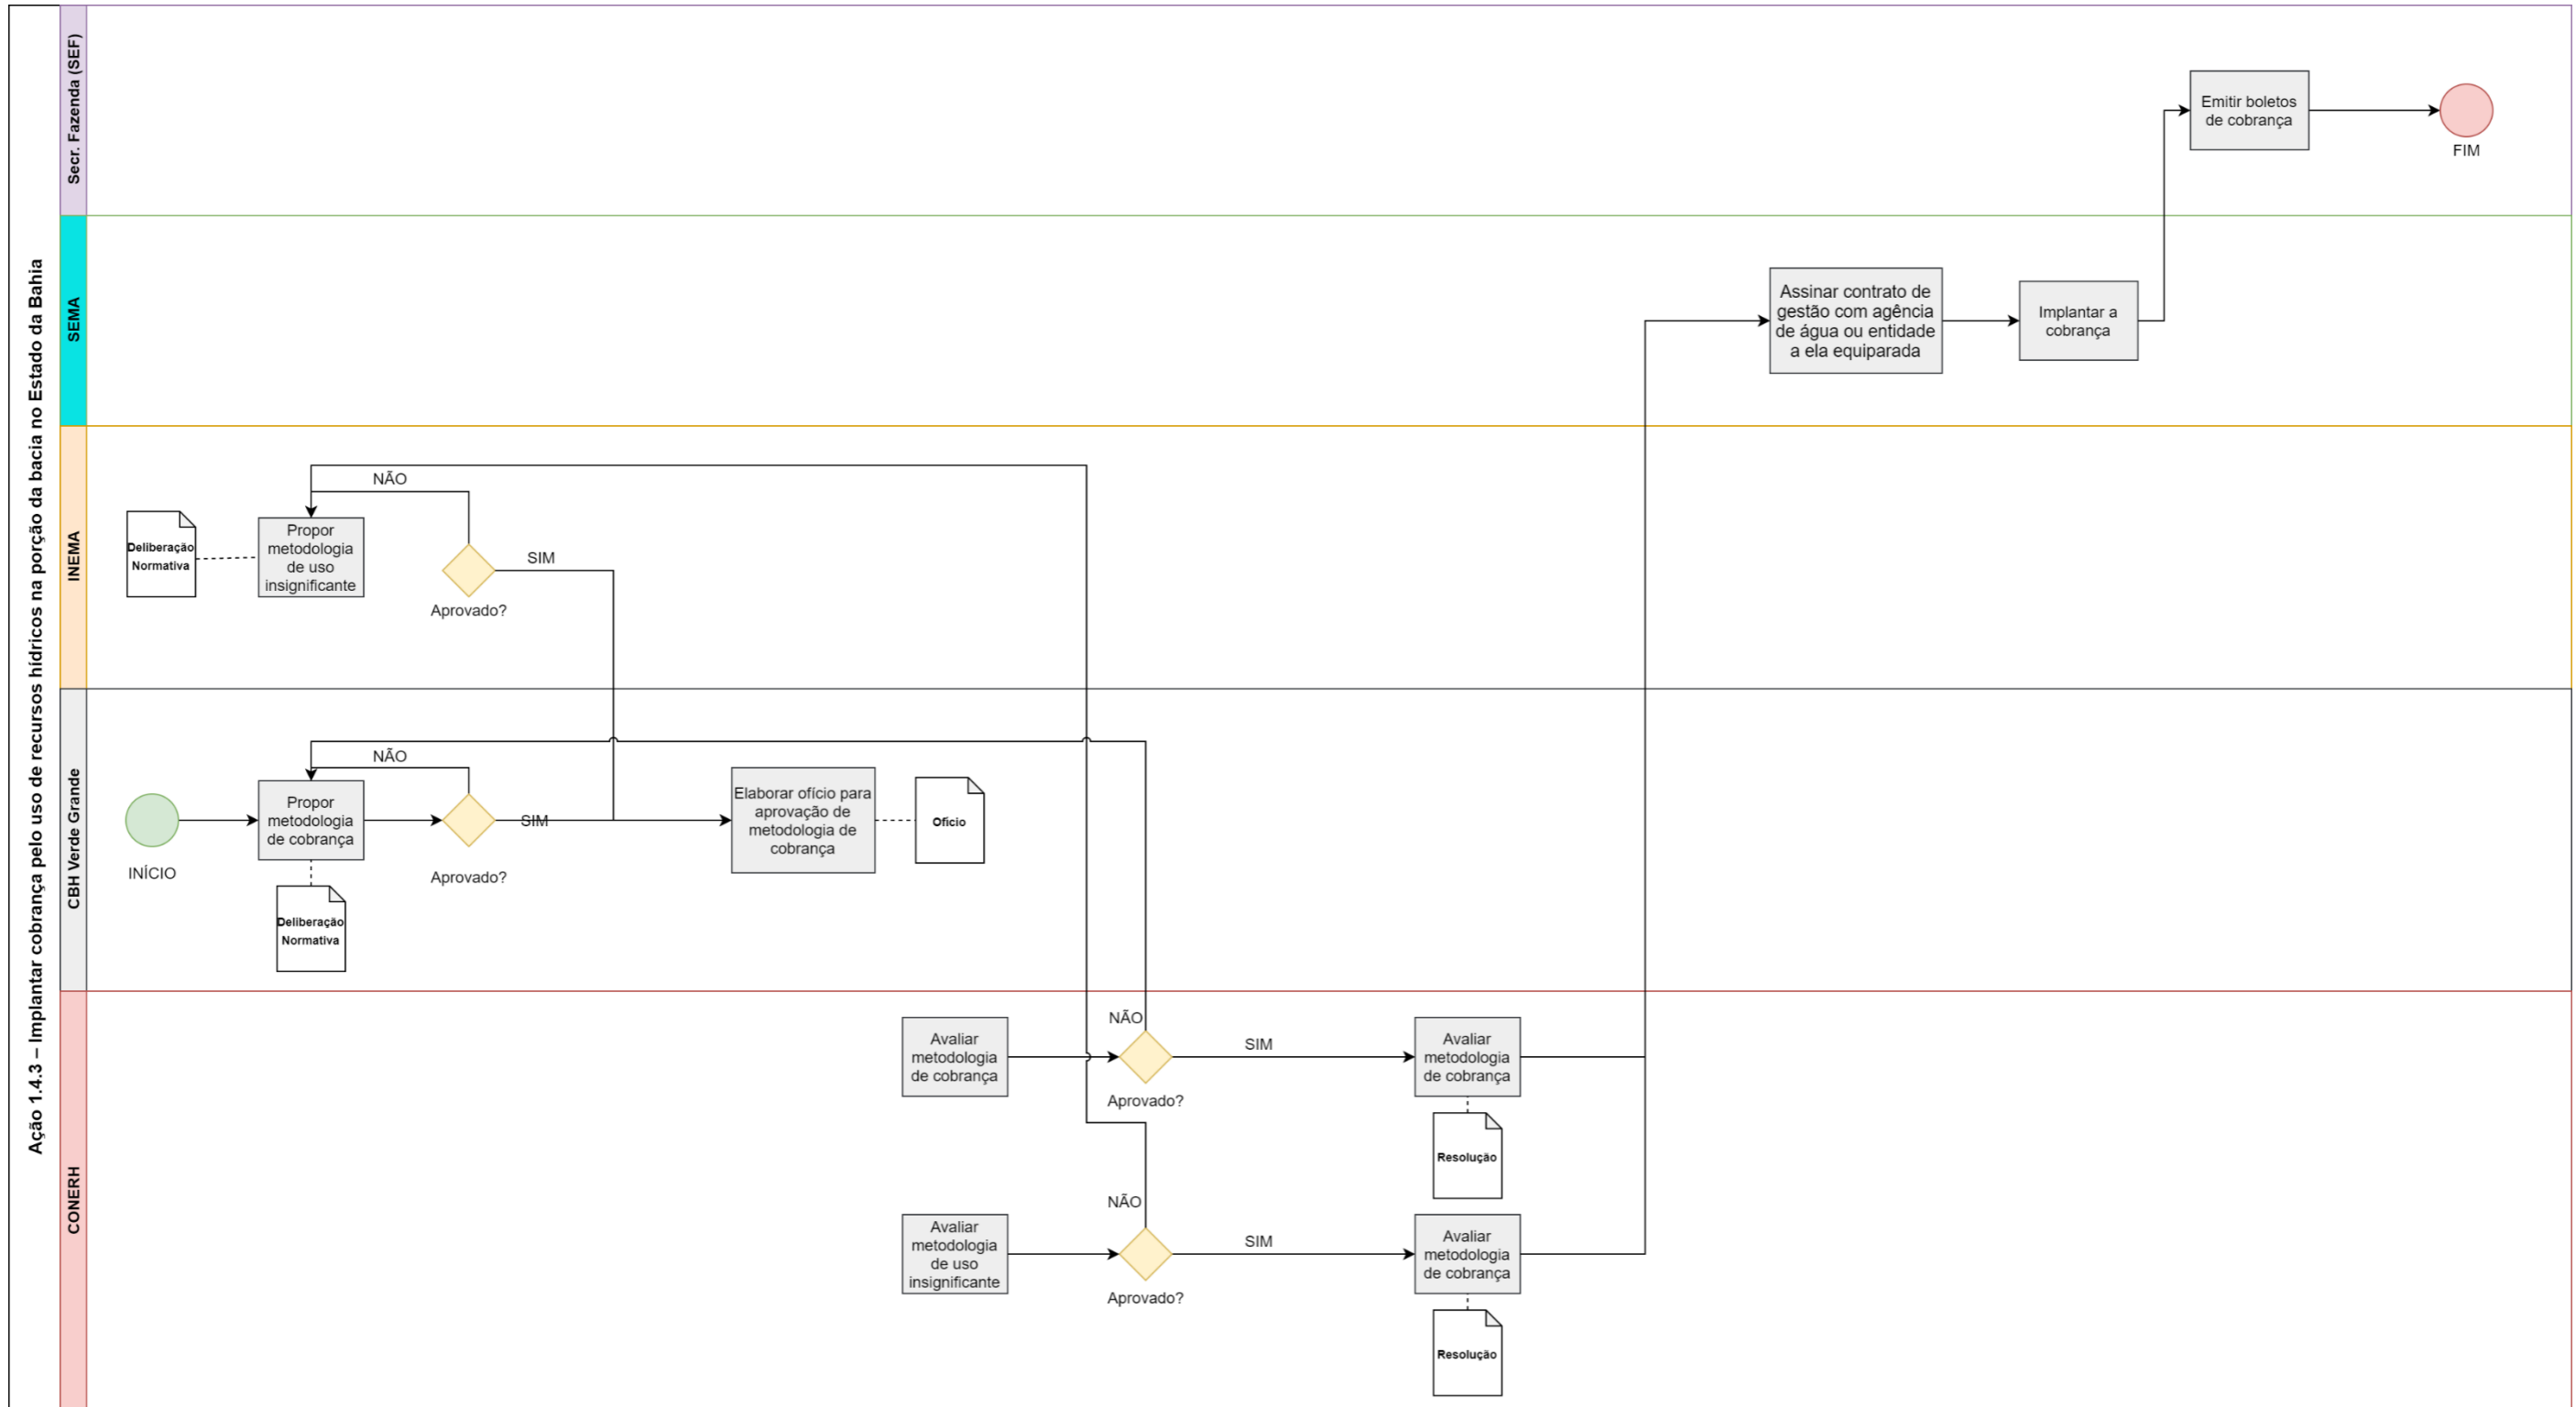 Ação 1.4.3 – Implantar cobrança pelo uso de recursos hídricos na porção da bacia no Estado da Bahia
Secr. Fazenda (SEF)
Emitir boletos
de cobrança
FIM
SEMA
Assinar contrato de
gestão com agência
de água ou entidade
a ela equiparada
Implantar a
cobrança
INEMA
NÃO
Deliberação
Normativa
Propor
metodologia
de uso
insignificante
SIM
Aprovado?
CBH Verde Grande
NÃO
INÍCIO
Propor
metodologia
de cobrança
SIM
Aprovado?
Deliberação
Normativa
Elaborar ofício para
aprovação de
metodologia de
cobrança
Ofício
CONERH
Avaliar
metodologia
de cobrança
NÃO
Aprovado?
SIM
Avaliar
metodologia
de cobrança
Resolução
Avaliar
metodologia
de uso
insignificante
NÃO
Aprovado?
SIM
Avaliar
metodologia
de cobrança
Resolução